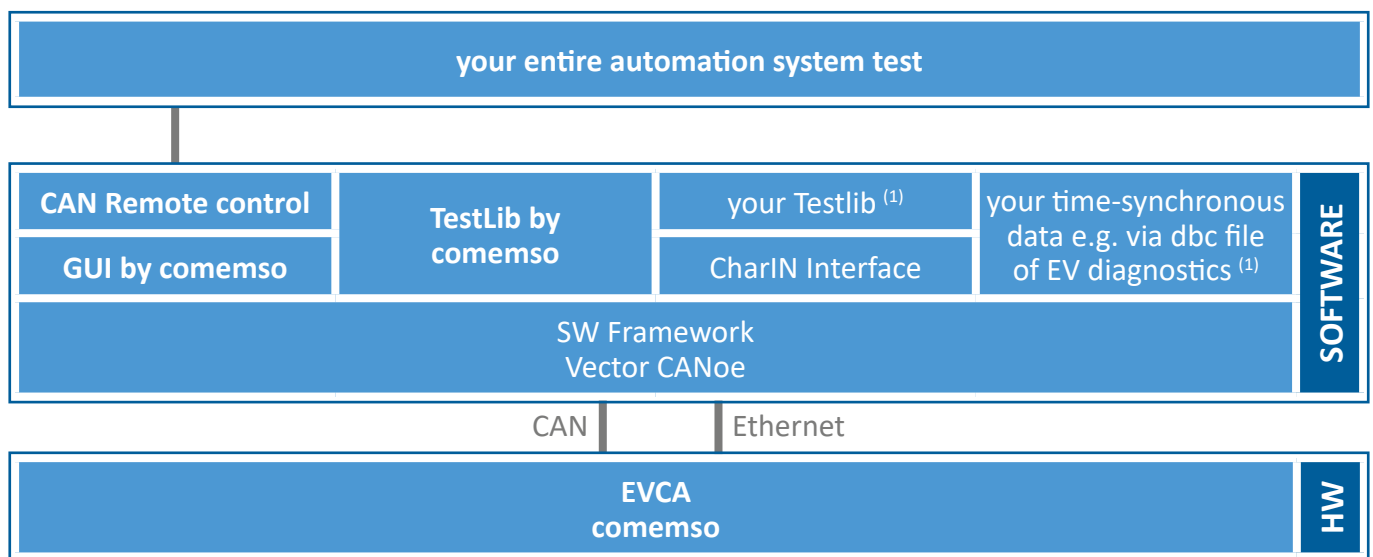 your entire automation system test
CAN Remote control
GUI by comemso
TestLib by
comemso
your Testlib (1)
CharIN Interface
your time-synchronous
data e.g. via dbc file
of EV diagnostics (1)
SW Framework
Vector CANoe
SOFTWARE
CAN
Ethernet
EVCA
comemso
HW